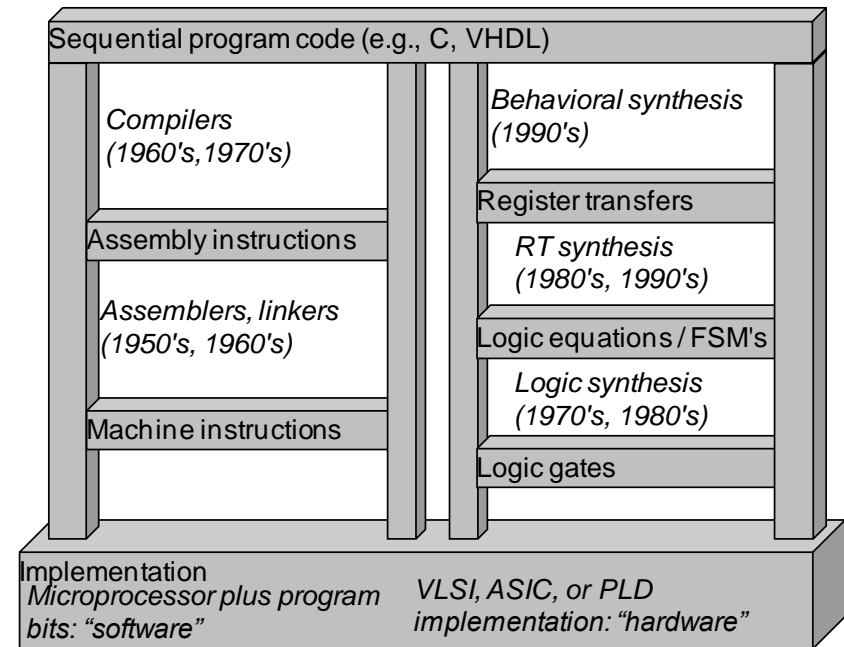 Sequential program code (e.g., C, VHDL)
Compilers
(1960's,1970's)
Assembly instructions
Assemblers, linkers
(1950's, 1960's)
Machine instructions
Behavioral synthesis
(1990's)
Register transfers
RT synthesis
(1980's, 1990's)
Logic equations / FSM's
Logic synthesis
(1970's, 1980's)
Logic gates
Implementation
Microprocessor plus program
bits: “software”
VLSI, ASIC, or PLD
implementation: “hardware”